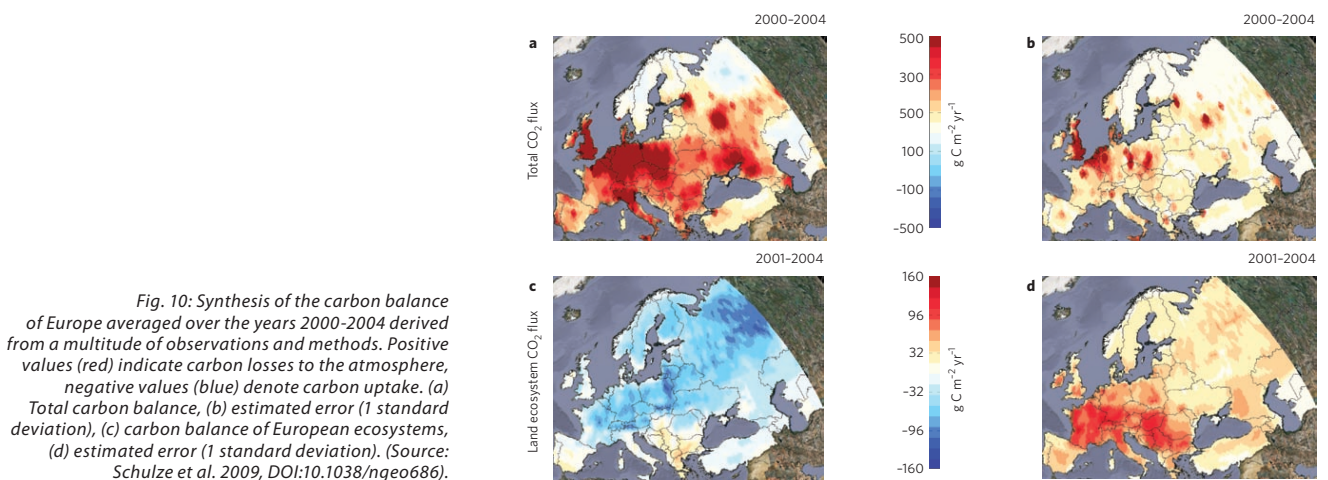 2000-2004
2000-2004
a
b
Total CO2 flux
500
300
500
100
-100
-500
g C m−2 yr−1
2001-2004
2001-2004
c
d
Land ecosystem CO2 flux
160
96
32
-32
-96
-160
g C m−2 yr−1
Fig. 10: Synthesis of the carbon balance
of Europe averaged over the years 2000-2004 derived
from a multitude of observations and methods. Positive
values (red) indicate carbon losses to the atmosphere,
negative values (blue) denote carbon uptake. (a)
Total carbon balance, (b) estimated error (1 standard
deviation), (c) carbon balance of European ecosystems,
(d) estimated error (1 standard deviation). (Source:
Schulze et al. 2009, DOI:10.1038/ngeo686).